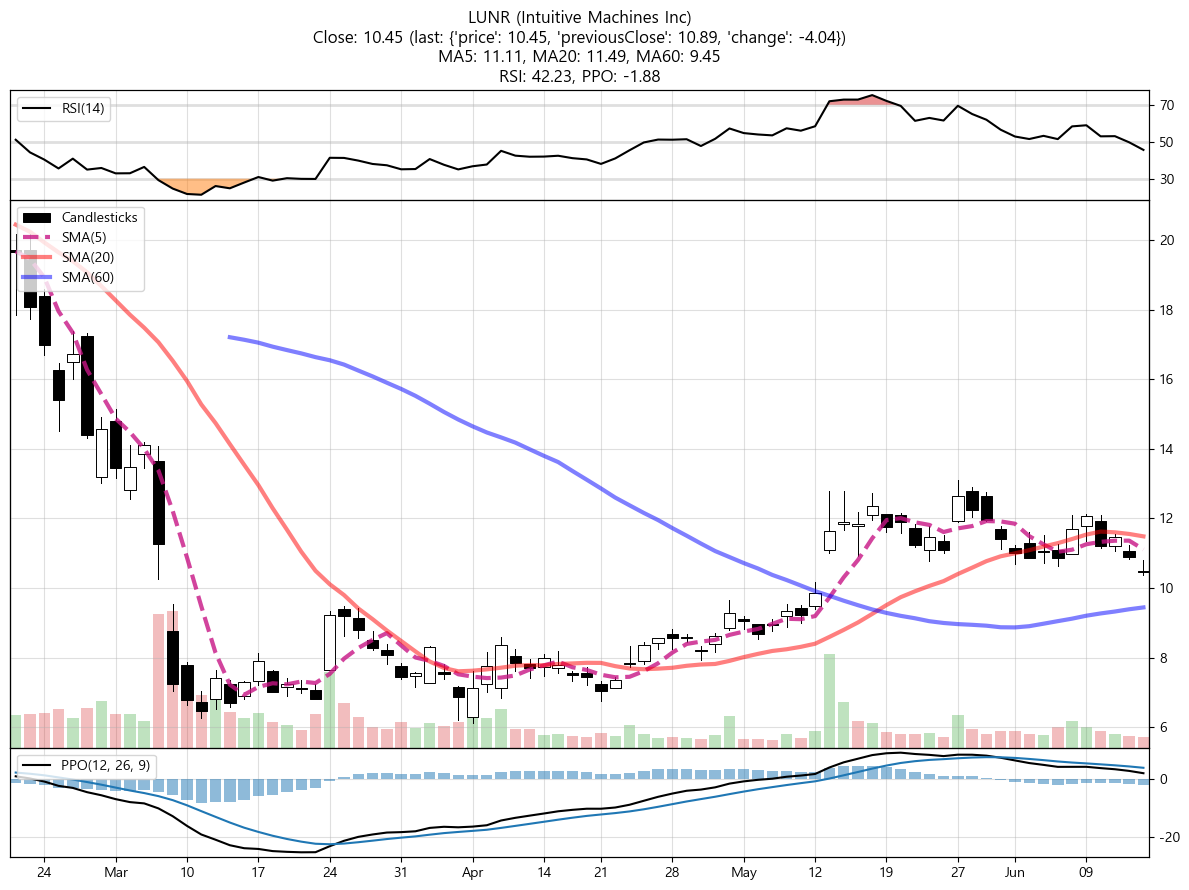 LUNR (Intuitive Machines Inc)
Close: 10.45 (last: {'price': 10.45, 'previousClose': 10.89, 'change': -4.04})
MA5: 11.11, MA20: 11.49, MA60: 9.45
RSI: 42.23, PPO: -1.88
RSI(14)
70
50
30
Candlesticks
SMA(5)
SMA(20)
SMA(60)
20
18
16
14
12
10
8
6
PPO(12, 26, 9)
0
-20
24 Mar 10 17 24 31 Apr 14 21 28 May 12 19 27 Jun 09